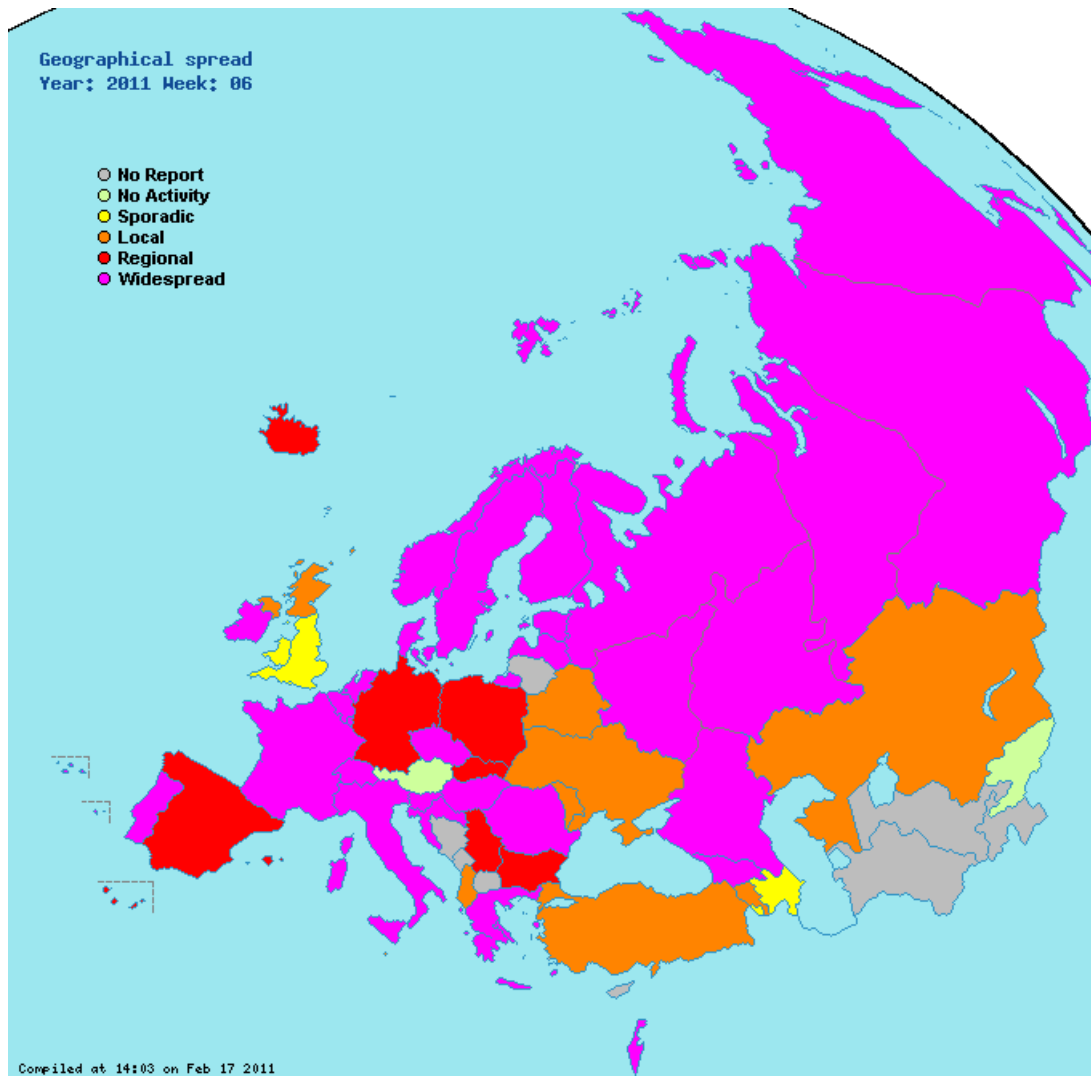 Geographical spread
Year: 2011 Week: 06
No Report
No Activity
Sporadic
Local
Regional
Widespread
Compiled at 14:03 on Feb 17 2011